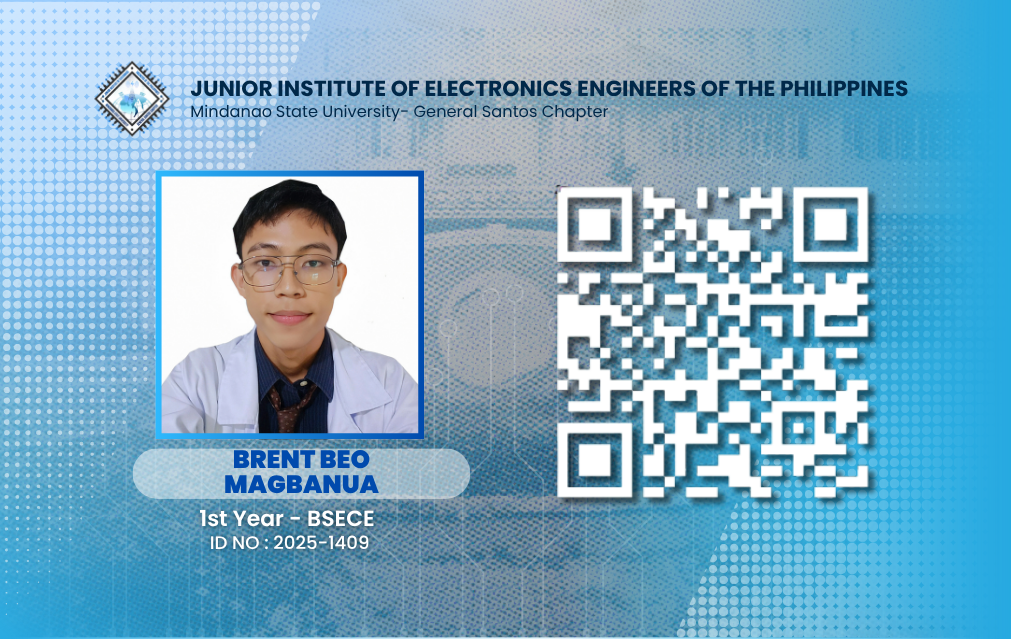 JUNIOR INSTITUTE OF ELECTRONICS ENGINEERS OF THE PHILIPPINES
Mindanao State University- General Santos Chapter
BRENT BEO
MAGBANUA
1st Year - BSECE
ID NO : 2025-1409